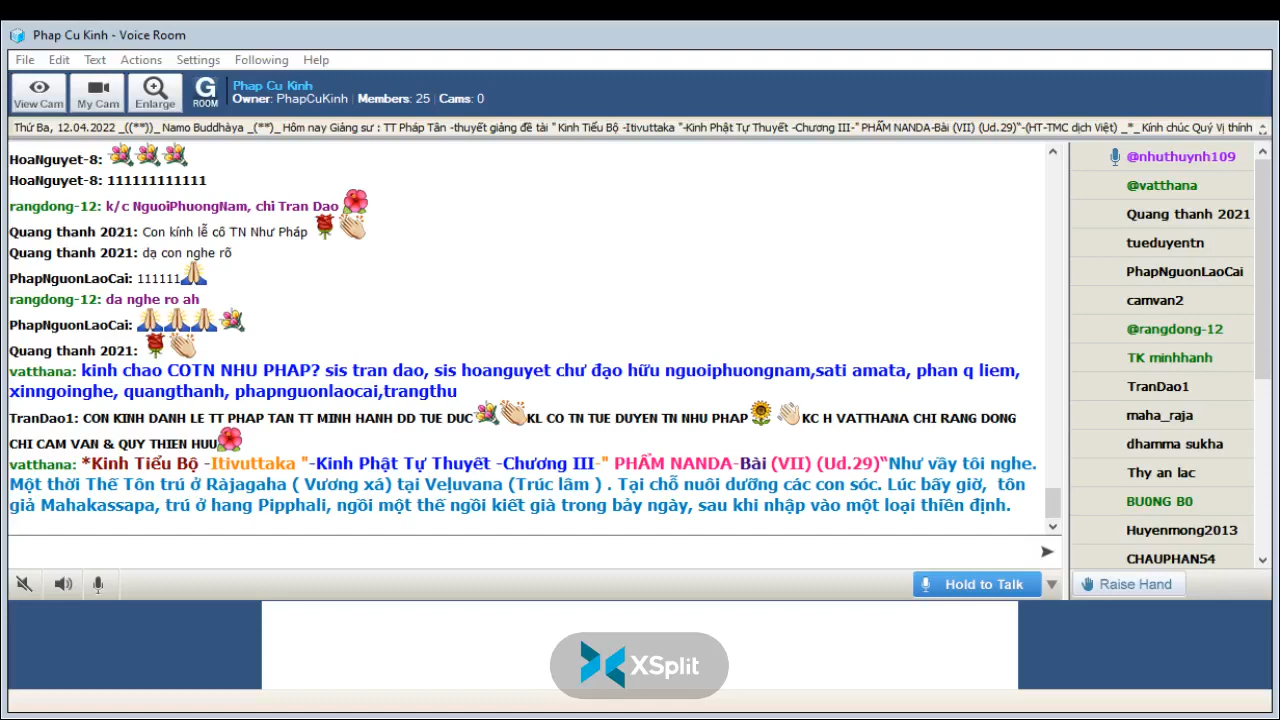 Phap Cu Kinh - Voice Room
File Edit Text Actions Settings Following Help
View Cam My Cam Enlarge G ROOM
Phap Cu Kinh
Owner: PhapCuKinh | Members: 25 | Cams: 0
Thứ Ba, 12.04.2022 _((**))_ Namo Buddhàya _(**)_ Hôm nay Giảng sư : TT Pháp Tân -thuyết giảng đề tài " Kinh Tiểu Bộ -Itivuttaka "-Kinh Phật Tự Thuyết -Chương III-" PHẨM NANDA-Bài (VII) (Ud.29)"-(HT-TMC dịch Việt) _*_ Kính chúc Quý Vị thính
HoaNguyet-8:
HoaNguyet-8: 111111111111
rangdong-12: k/c NguoiPhuongNam, chi Tran Dao
Quang thanh 2021: Con kính lễ cô TN Như Pháp
Quang thanh 2021: dạ con nghe rõ
PhapNguonLaoCai: 111111
rangdong-12: da nghe ro ah
PhapNguonLaoCai:
Quang thanh 2021:
vatthana: kinh chao COTN NHU PHAP? sis tran dao, sis hoanguyet chư đạo hữu nguoiphuongnam,sati amata, phan q liem,
xinngoinghe, quangthanh, phapnguonlaocai,trangthu
TranDao1: CON KINH DANH LE TT PHAP TAN TT MINH HANH DD TUE DUC KL CO TN TUE DUYEN TN NHU PHAP KC H VATTHANA CHI RANG DONG
CHI CAM VAN & QUY THIEN HUU
vatthana: *Kinh Tiểu Bộ -Itivuttaka "-Kinh Phật Tự Thuyết -Chương III-" PHẨM NANDA-Bài (VII) (Ud.29)"Như vầy tôi nghe.
Một thời Thế Tôn trú ở Ràjagaha ( Vương xá) tại Veḷuvana (Trúc lâm ) . Tại chỗ nuôi dưỡng các con sóc. Lúc bấy giờ, tôn
giả Mahakassapa, trú ở hang Pipphali, ngồi một thế ngồi kiết già trong bảy ngày, sau khi nhập vào một loại thiền định.
@nhuthuynh109
@vatthana
Quang thanh 2021
tueduyentn
PhapNguonLaoCai
camvan2
@rangdong-12
TK minhhanh
TranDao1
maha_raja
dhamma sukha
Thy an lac
BU0NG B0
Huyenmong2013
CHAUPHAN54
Hold to Talk
Raise Hand
XSplit